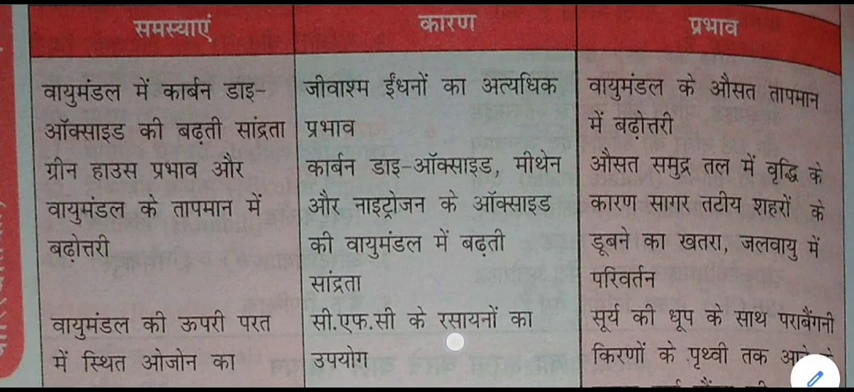 समस्याएं
कारण
प्रभाव
वायुमंडल में कार्बन डाइ-
ऑक्साइड की बढ़ती सांद्रता
जीवाश्म ईंधनों का अत्यधिक
प्रभाव
वायुमंडल के औसत तापमान
में बढ़ोत्तरी
ग्रीन हाउस प्रभाव और
वायुमंडल के तापमान में
बढ़ोत्तरी
कार्बन डाइ-ऑक्साइड, मीथेन
और नाइट्रोजन के ऑक्साइड
की वायुमंडल में बढ़ती
सांद्रता
औसत समुद्र तल में वृद्धि के
कारण सागर तटीय शहरों के
डूबने का खतरा, जलवायु में
परिवर्तन
वायुमंडल की ऊपरी परत
में स्थित ओजोन का
सी.एफ.सी के रसायनों का
उपयोग
सूर्य की धूप के साथ पराबैंगनी
किरणों के पृथ्वी तक